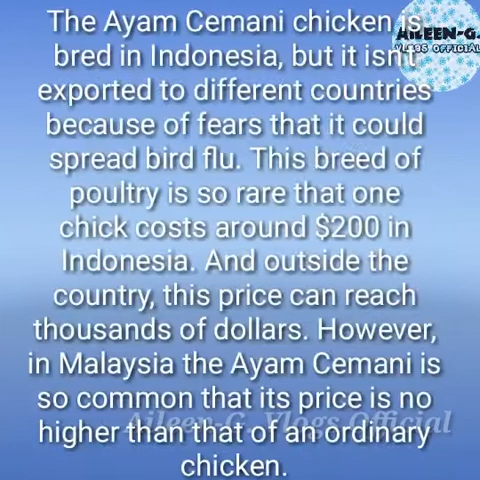 The Ayam Cemani chicken is
bred in Indonesia, but it isn't
exported to different countries
because of fears that it could
spread bird flu. This breed of
poultry is so rare that one
chick costs around $200 in
Indonesia. And outside the
country, this price can reach
thousands of dollars. However,
in Malaysia the Ayam Cemani is
so common that its price is no
higher than that of an ordinary
chicken.
AILEEN-G.
VLOGS OFFICIAL
Aileen-G. Vlogs Official